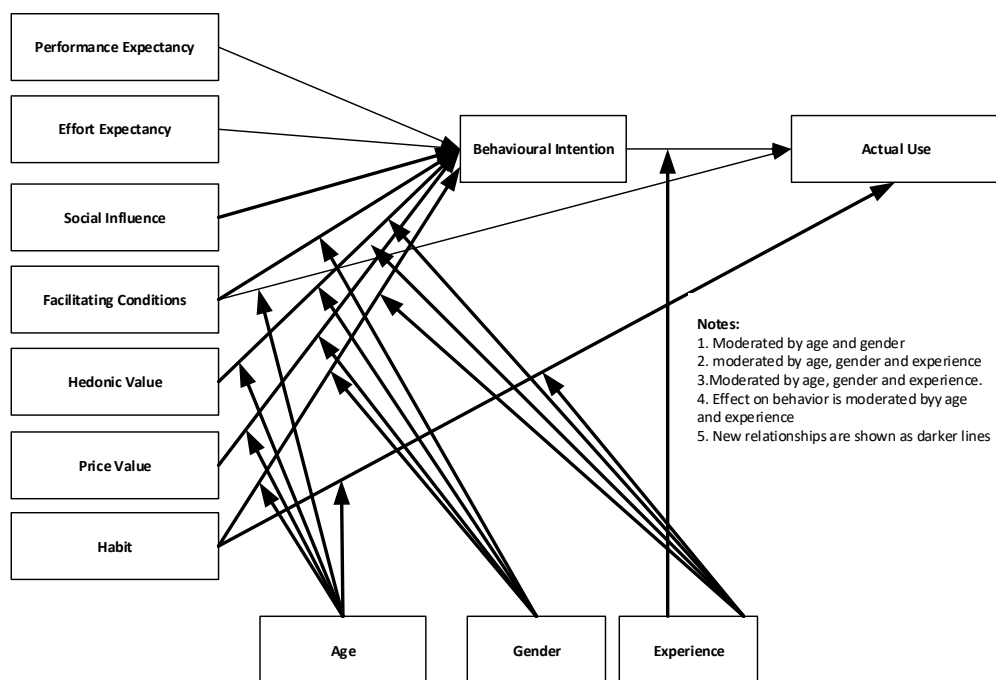 Performance Expectancy
Effort Expectancy
Behavioural Intention
Actual Use
Social Influence
Facilitating Conditions
Hedonic Value
Price Value
Habit
Notes:
1. Moderated by age and gender
2. moderated by age, gender and experience
3.Moderated by age, gender and experience.
4. Effect on behavior is moderated byy age
and experience
5. New relationships are shown as darker lines
Age
Gender
Experience